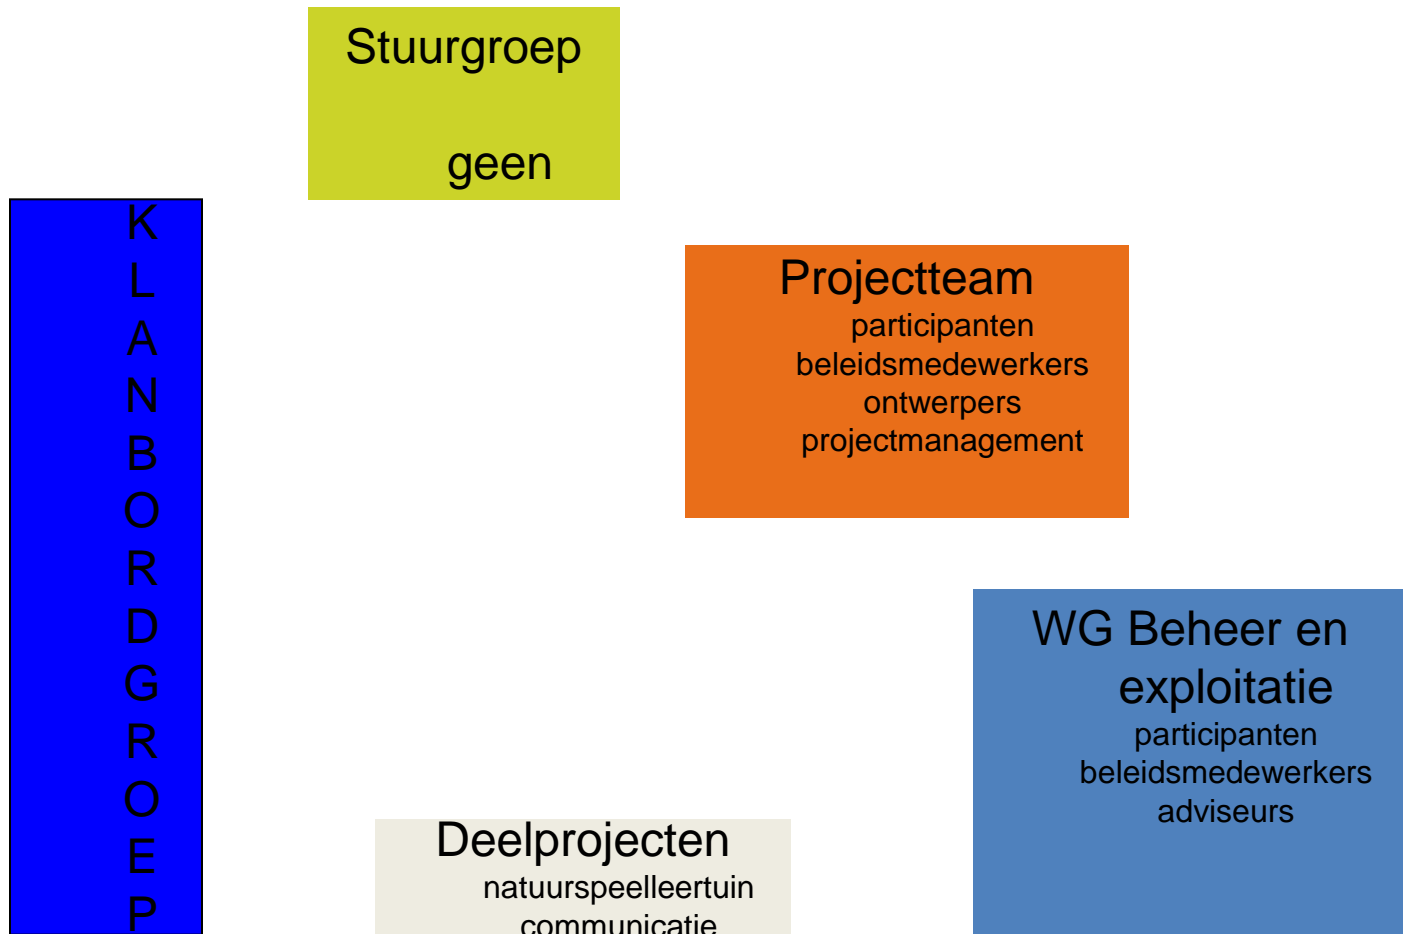 Stuurgroep
geen
K
L
A
N
B
O
R
D
G
R
O
E
P
Projectteam
participanten
beleidsmedewerkers
ontwerpers
projectmanagement
WG Beheer en
exploitatie
participanten
beleidsmedewerkers
adviseurs
Deelprojecten
natuurspeelleertuin
communicatie